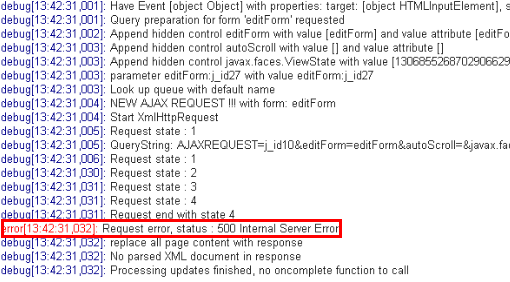 debug[13:42:31,001]: Have Event [object Object] with properties: target: [object HTMLInputElement], s
debug[13:42:31,001]: Query preparation for form 'editForm' requested
debug[13:42:31,002]: Append hidden control editForm with value [editForm] and value attribute [editFo
debug[13:42:31,003]: Append hidden control autoScroll with value [] and value attribute []
debug[13:42:31,003]: Append hidden control javax.faces.ViewState with value [1306855268702906629
debug[13:42:31,003]: parameter editForm:j_id27 with value editForm:j_id27
debug[13:42:31,003]: Look up queue with default name
debug[13:42:31,004]: NEW AJAX REQUEST !!! with form: editForm
debug[13:42:31,004]: Start XmlHttpRequest
debug[13:42:31,005]: Request state : 1
debug[13:42:31,005]: QueryString: AJAXREQUEST=j_id10&editForm=editForm&autoScroll=&javax.fa
debug[13:42:31,006]: Request state : 1
debug[13:42:31,030]: Request state : 2
debug[13:42:31,031]: Request state : 3
debug[13:42:31,031]: Request state : 4
debug[13:42:31,031]: Request end with state 4
error[13:42:31,032]: Request error, status : 500 Internal Server Error
debug[13:42:31,032]: replace all page content with response
debug[13:42:31,032]: No parsed XML document in response
debug[13:42:31,032]: Processing updates finished, no oncomplete function to call